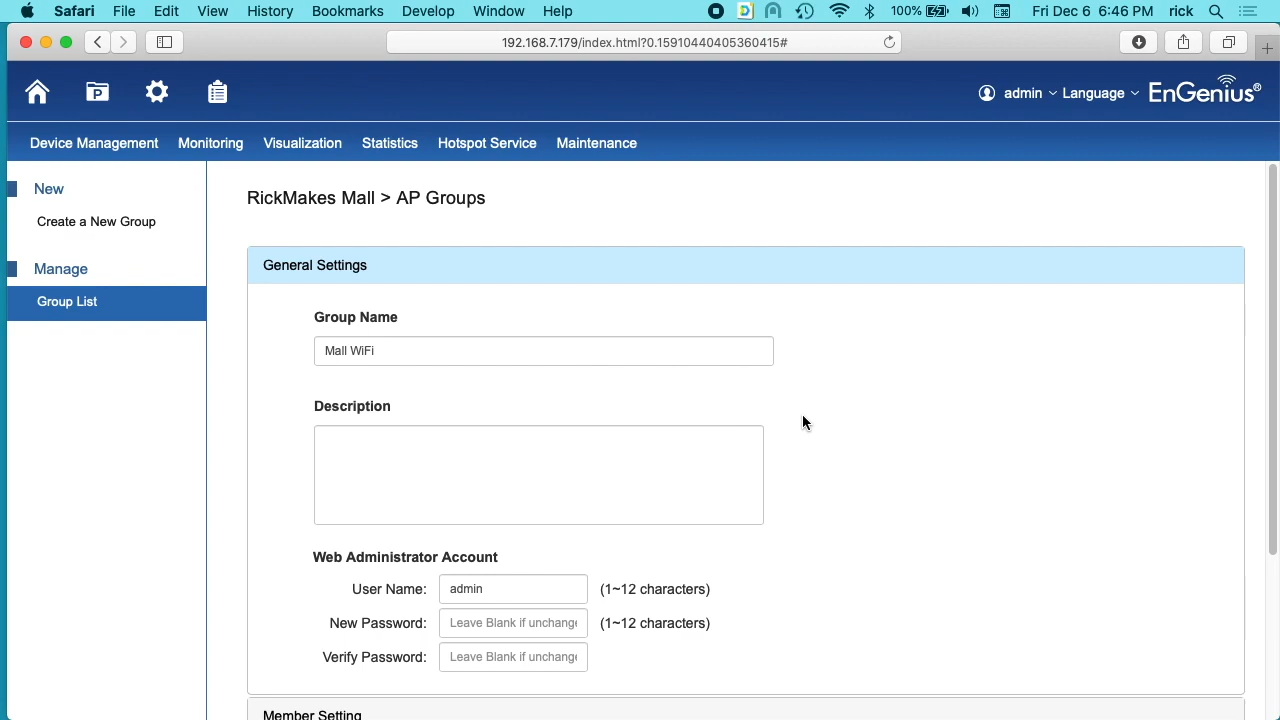 Safari File Edit View History Bookmarks Develop Window Help 100% Fri Dec 6 6:46 PM rick
192.168.7.179/index.html?0.15910440405360415#
P admin Language EnGenius®
Device Management Monitoring Visualization Statistics Hotspot Service Maintenance
New
Create a New Group
Manage
Group List
RickMakes Mall > AP Groups
General Settings
Group Name
Mall WiFi
Description
Web Administrator Account
User Name: admin (1~12 characters)
New Password: Leave Blank if unchange (1~12 characters)
Verify Password: Leave Blank if unchange
Member Setting